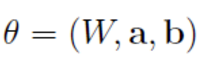 θ = (W, a, b)